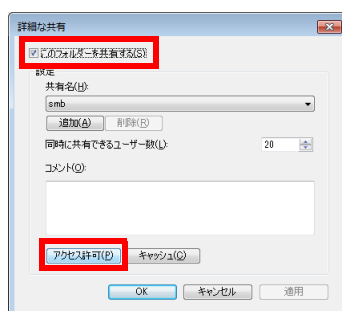 詳細な共有
このフォルダーを共有する(S)
設定
共有名(H):
smb
追加(A) 削除(R)
同時に共有できるユーザー数(L): 20
コメント(O):
アクセス許可(P) キャッシュ(C)
OK キャンセル 適用